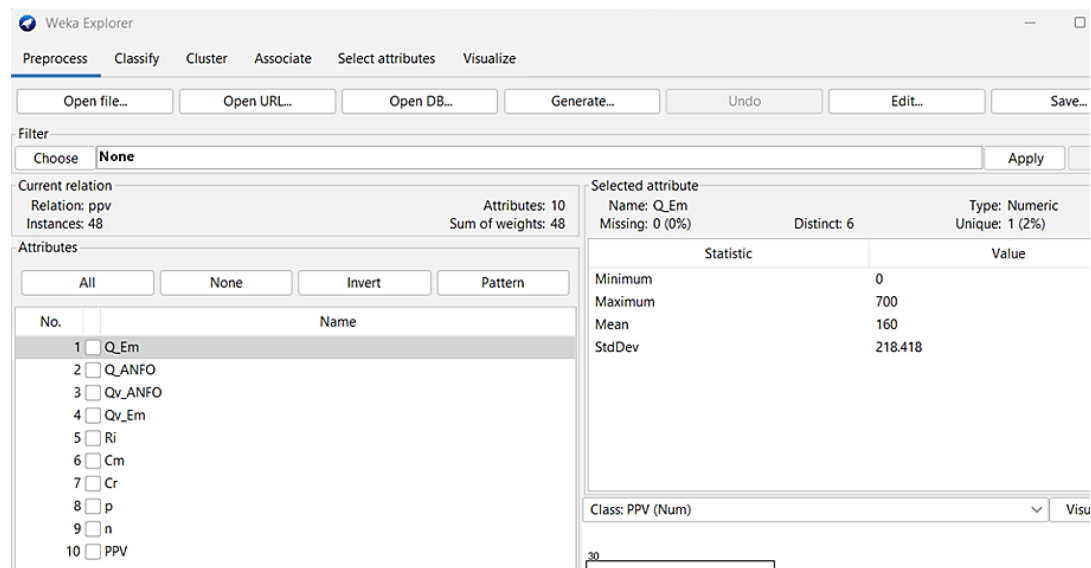 Weka Explorer
Preprocess Classify Cluster Associate Select attributes Visualize
Open file... Open URL... Open DB... Generate... Undo Edit... Save...
Filter
Choose None Apply
Current relation
Relation: ppv Attributes: 10
Instances: 48 Sum of weights: 48
Attributes
All None Invert Pattern
No. Name
1 Q_Em
2 Q_ANFO
3 Qv_ANFO
4 Qv_Em
5 Ri
6 Cm
7 Cr
8 p
9 n
10 PPV
Selected attribute
Name: Q_Em Type: Numeric
Missing: 0 (0%) Distinct: 6 Unique: 1 (2%)
Statistic Value
Minimum 0
Maximum 700
Mean 160
StdDev 218.418
Class: PPV (Num) Visu
30